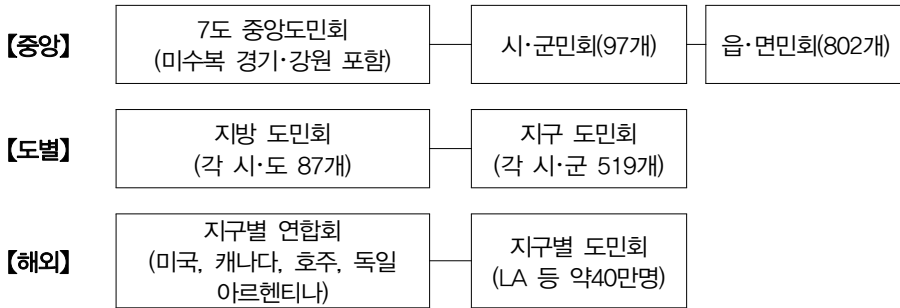 【중앙】
7도 중앙도민회
(미수복 경기·강원 포함)
시·군민회(97개)
읍·면민회(802개)
【도별】
지방 도민회
(각 시·도 87개)
지구 도민회
(각 시·군 519개)
【해외】
지구별 연합회
(미국, 캐나다, 호주, 독일
아르헨티나)
지구별 도민회
(LA 등 약40만명)